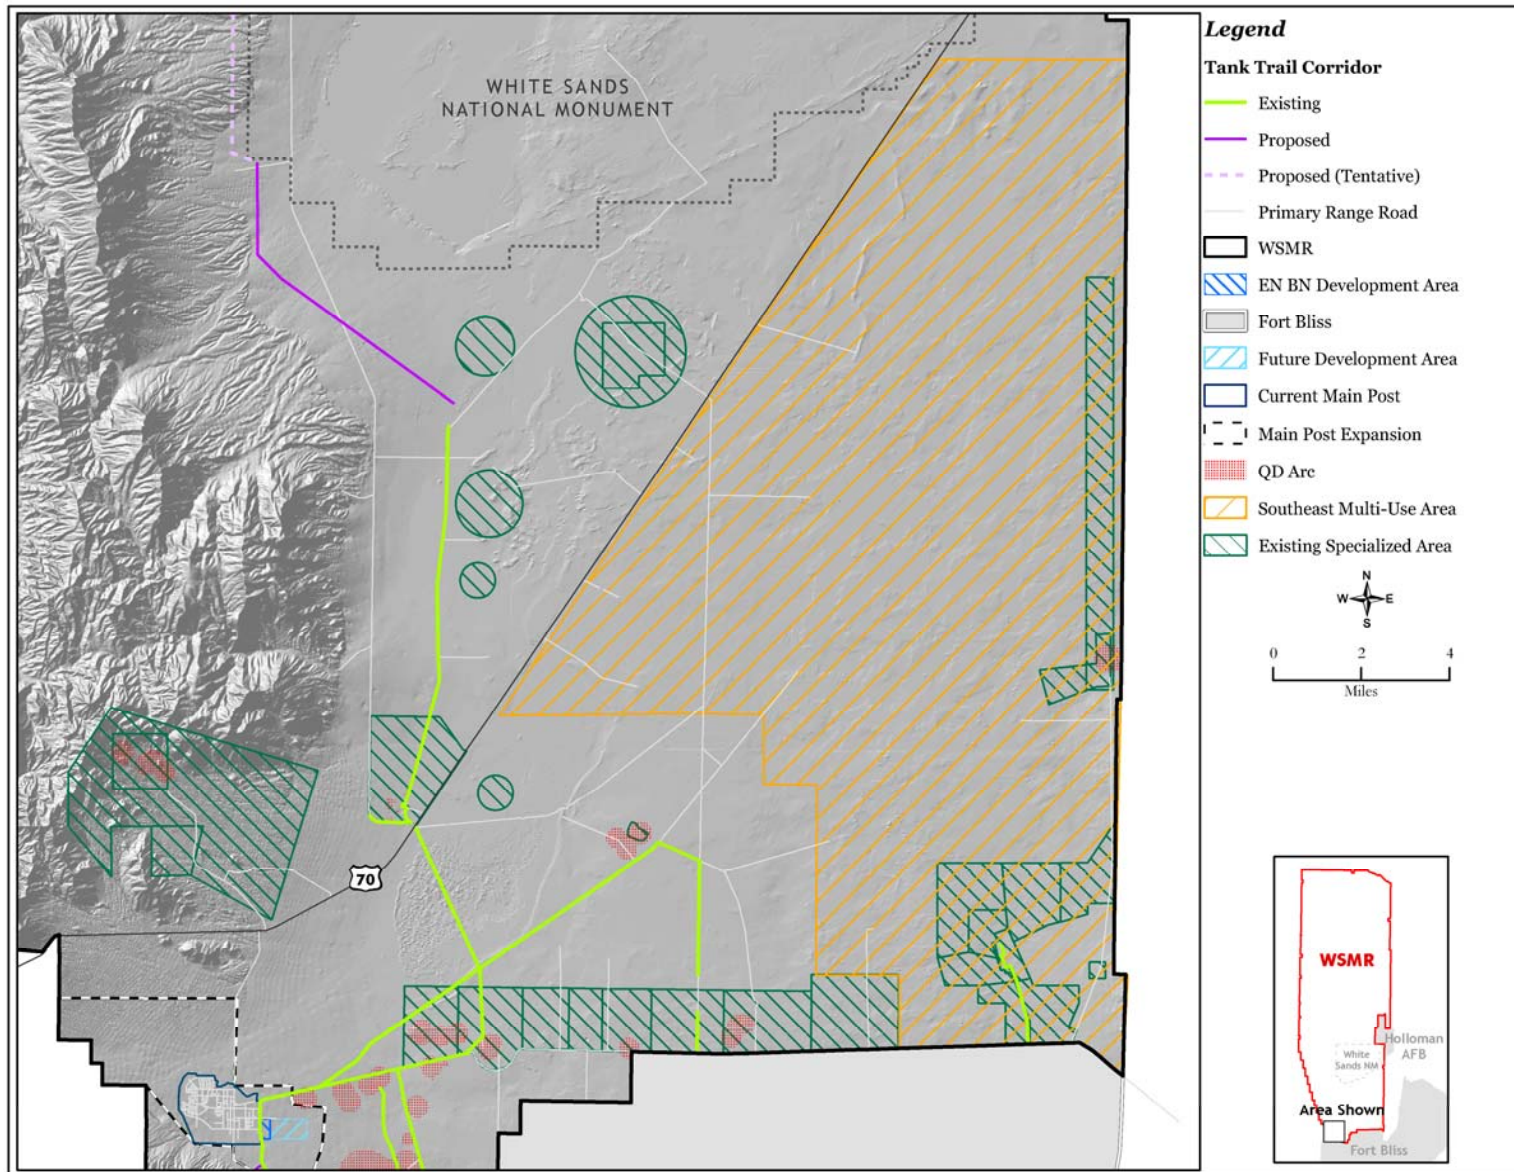 WHITE SANDS
NATIONAL MONUMENT
70
Legend
Tank Trail Corridor
Existing
Proposed
Proposed (Tentative)
Primary Range Road
WSMR
EN BN Development Area
Fort Bliss
Future Development Area
Current Main Post
Main Post Expansion
QD Arc
Southeast Multi-Use Area
Existing Specialized Area
N
W E
S
0 2 4
Miles
WSMR
Holloman
AFB
White
Sands NM
Area Shown
Fort Bliss